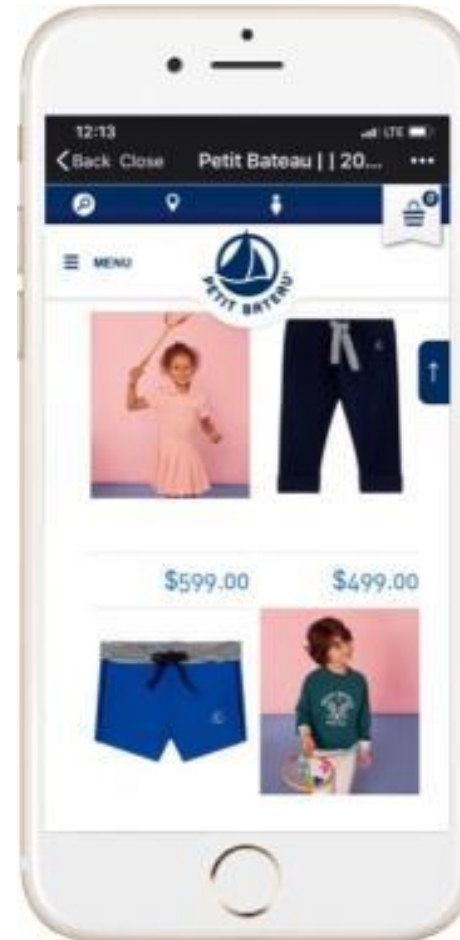 12:13
LTE
Back Close Petit Bateau | | 20...
0
MENU
PETIT BATEAU
$599.00 $499.00